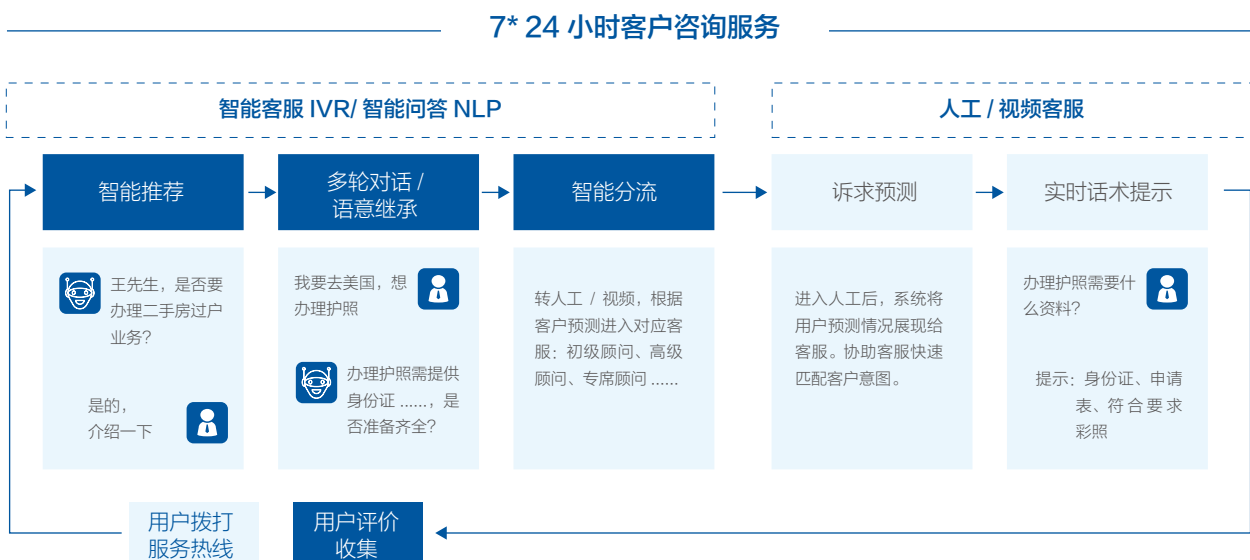 7* 24 小时客户咨询服务
智能客服 IVR/ 智能问答 NLP
人工 / 视频客服
智能推荐
多轮对话 /
语意继承
智能分流
诉求预测
实时话术提示
王先生，是否要
办理二手房过户
业务？
是的，
介绍一下
我要去美国，想
办理护照
办理护照需提供
身份证 ......，是
否准备齐全？
转人工 / 视频，根据
客户预测进入对应客
服：初级顾问、高级
顾问、专席顾问 ......
进入人工后，系统将
用户预测情况展现给
客服。协助客服快速
匹配客户意图。
办理护照需要什
么资料？
提示：身份证、申请
表、符合要求
彩照
用户拨打
服务热线
用户评价
收集